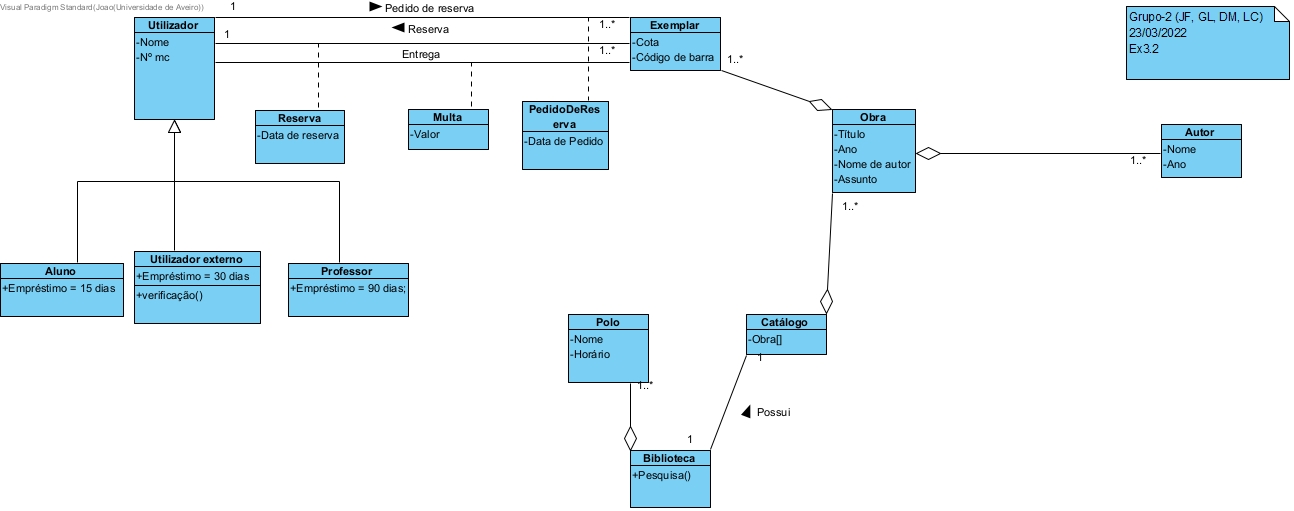 Visual Paradigm Standard(Joao(Universidade de Aveiro))
1
Pedido de reserva
1..*
Reserva
1
1..*
Entrega
Utilizador
-Nome
-Nº mc
Exemplar
-Cota
-Código de barra
1..*
Grupo-2 (JF, GL, DM, LC)
23/03/2022
Ex3.2
Reserva
-Data de reserva
Multa
-Valor
PedidoDeRes
erva
-Data de Pedido
Obra
-Título
-Ano
-Nome de autor
-Assunto
1..*
1..*
Autor
-Nome
-Ano
Aluno
+Empréstimo = 15 dias
Utilizador externo
+Empréstimo = 30 dias
+verificação()
Professor
+Empréstimo = 90 dias;
Polo
-Nome
-Horário
1..*
Catálogo
-Obra[]
1
Possui
1
Biblioteca
+Pesquisa()